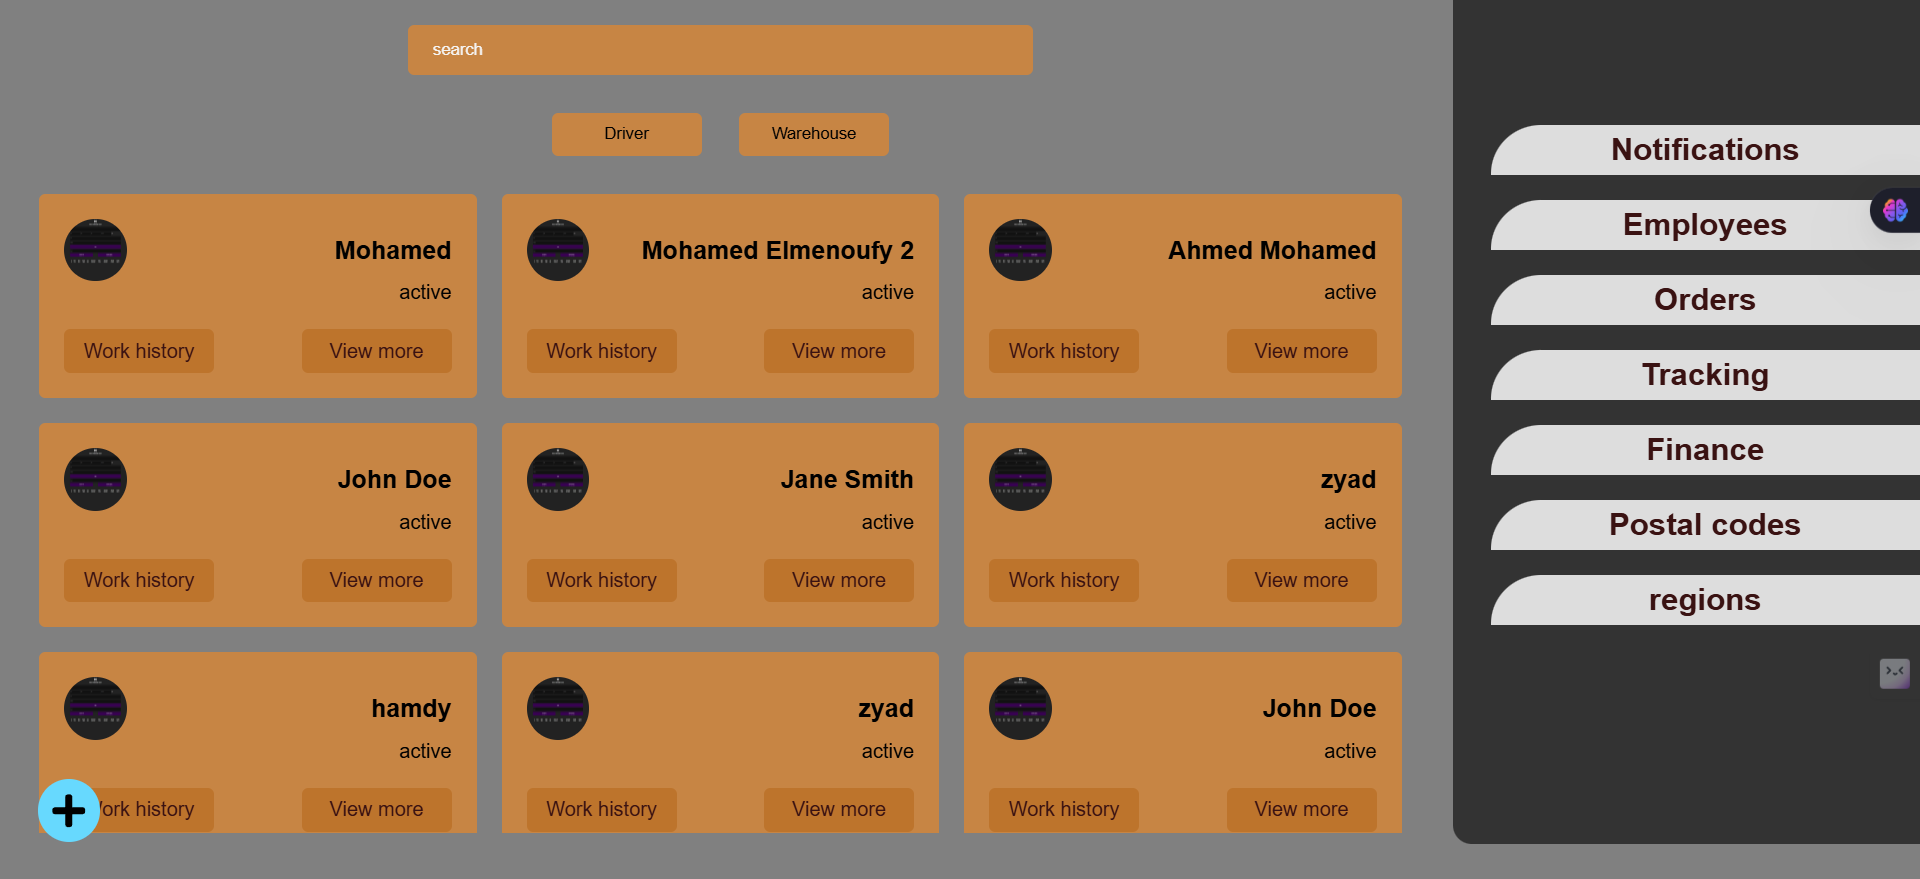 search
Driver
Warehouse
Mohamed
active
Work history
View more
Mohamed Elmenoufy 2
active
Work history
View more
Ahmed Mohamed
active
Work history
View more
John Doe
active
Work history
View more
Jane Smith
active
Work history
View more
zyad
active
Work history
View more
hamdy
active
ork history
View more
zyad
active
Work history
View more
John Doe
active
Work history
View more
Notifications
Employees
Orders
Tracking
Finance
Postal codes
regions